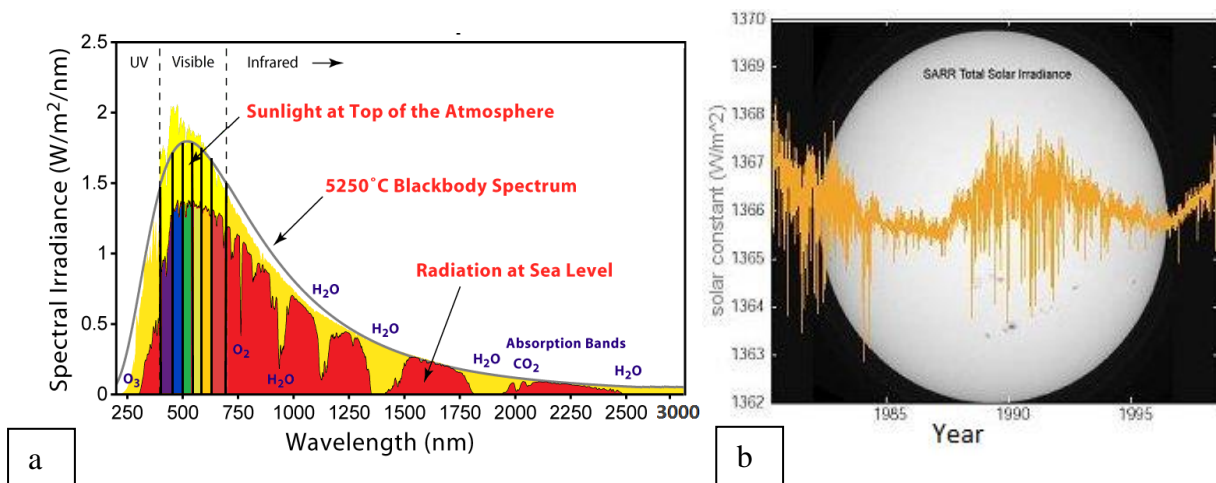 2.5
2
1.5
1
0.5
0
Spectral Irradiance (W/m²/nm)
UV Visible Infrared
Sunlight at Top of the Atmosphere
5250°C Blackbody Spectrum
Radiation at Sea Level
H₂O
H₂O
Absorption Bands
H₂O CO₂ H₂O
O₃ O₂ H₂O
250 500 750 1000 1250 1500 1750 2000 2250 2500 3000
Wavelength (nm)
a
1370
1369
1368
1367
1366
1365
1364
1363
1362
solar constant (W/m^2)
SARR Total Solar Irradiance
1985 1990 1995
Year
b